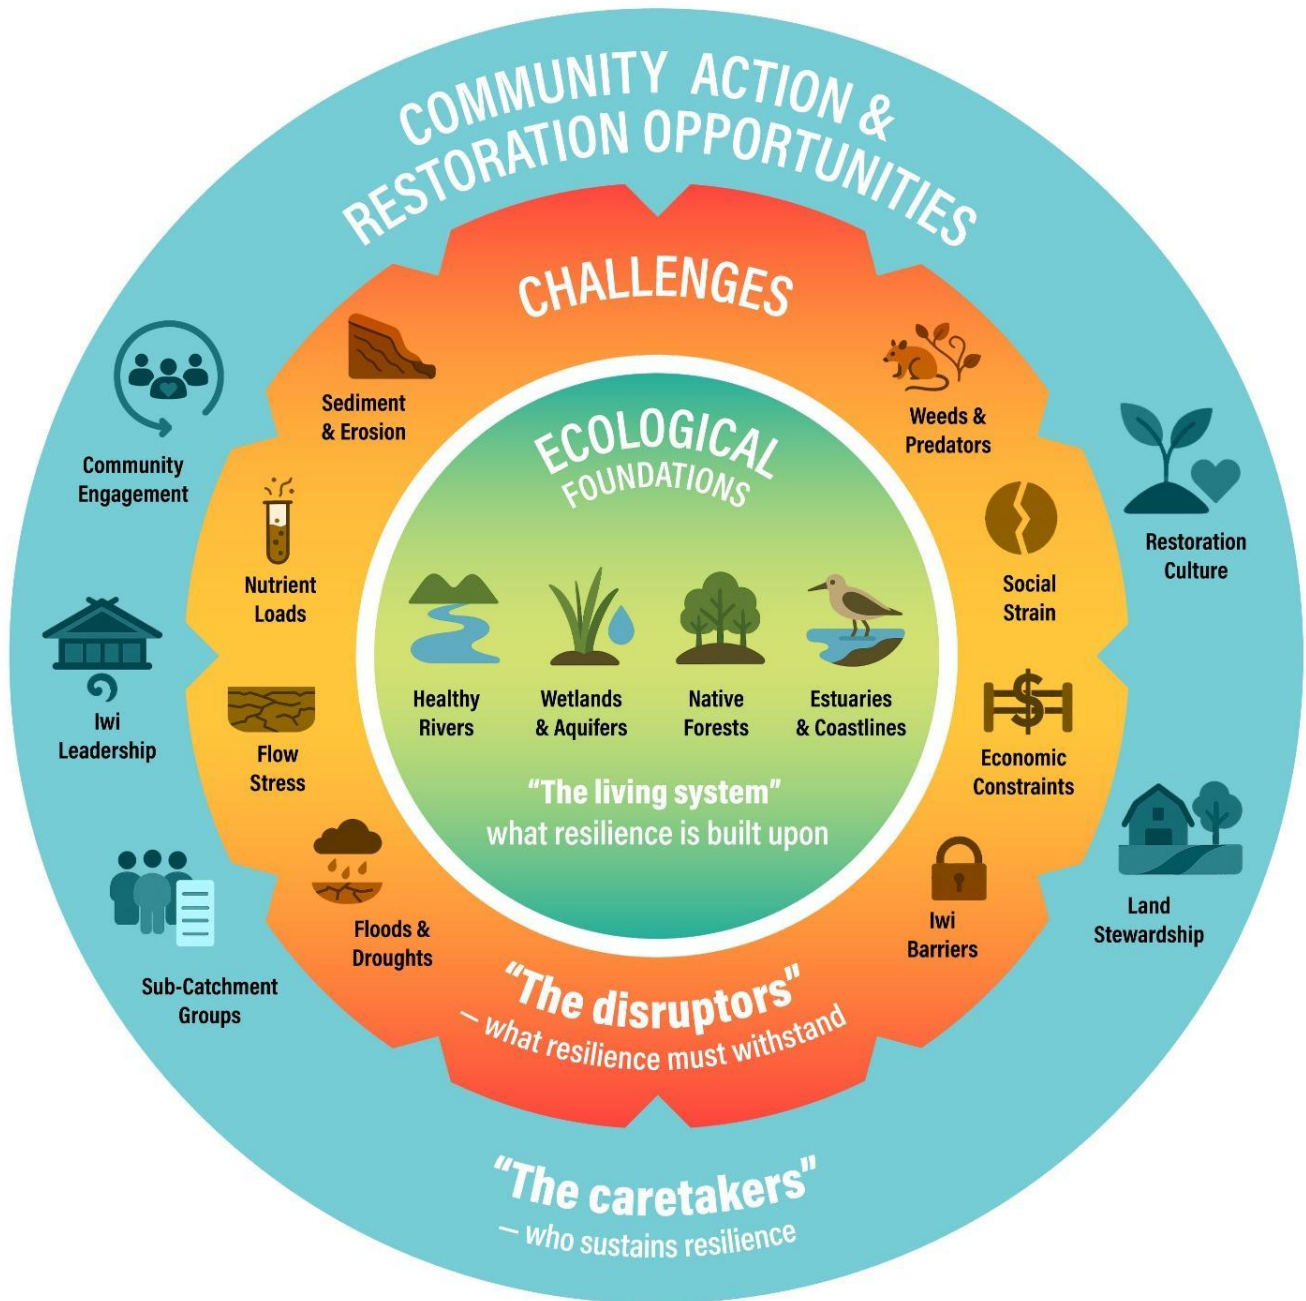 COMMUNITY ACTION &
RESTORATION OPPORTUNITIES
CHALLENGES
ECOLOGICAL
FOUNDATIONS
Healthy
Rivers
Wetlands
& Aquifers
Native
Forests
Estuaries
& Coastlines
“The living system”
what resilience is built upon
Sediment
& Erosion
Nutrient
Loads
Flow
Stress
Floods &
Droughts
Weeds &
Predators
Social
Strain
$
Economic
Constraints
Iwi
Barriers
“The disruptors”
– what resilience must withstand
Community
Engagement
Iwi
Leadership
Sub-Catchment
Groups
Restoration
Culture
Land
Stewardship
“The caretakers”
– who sustains resilience